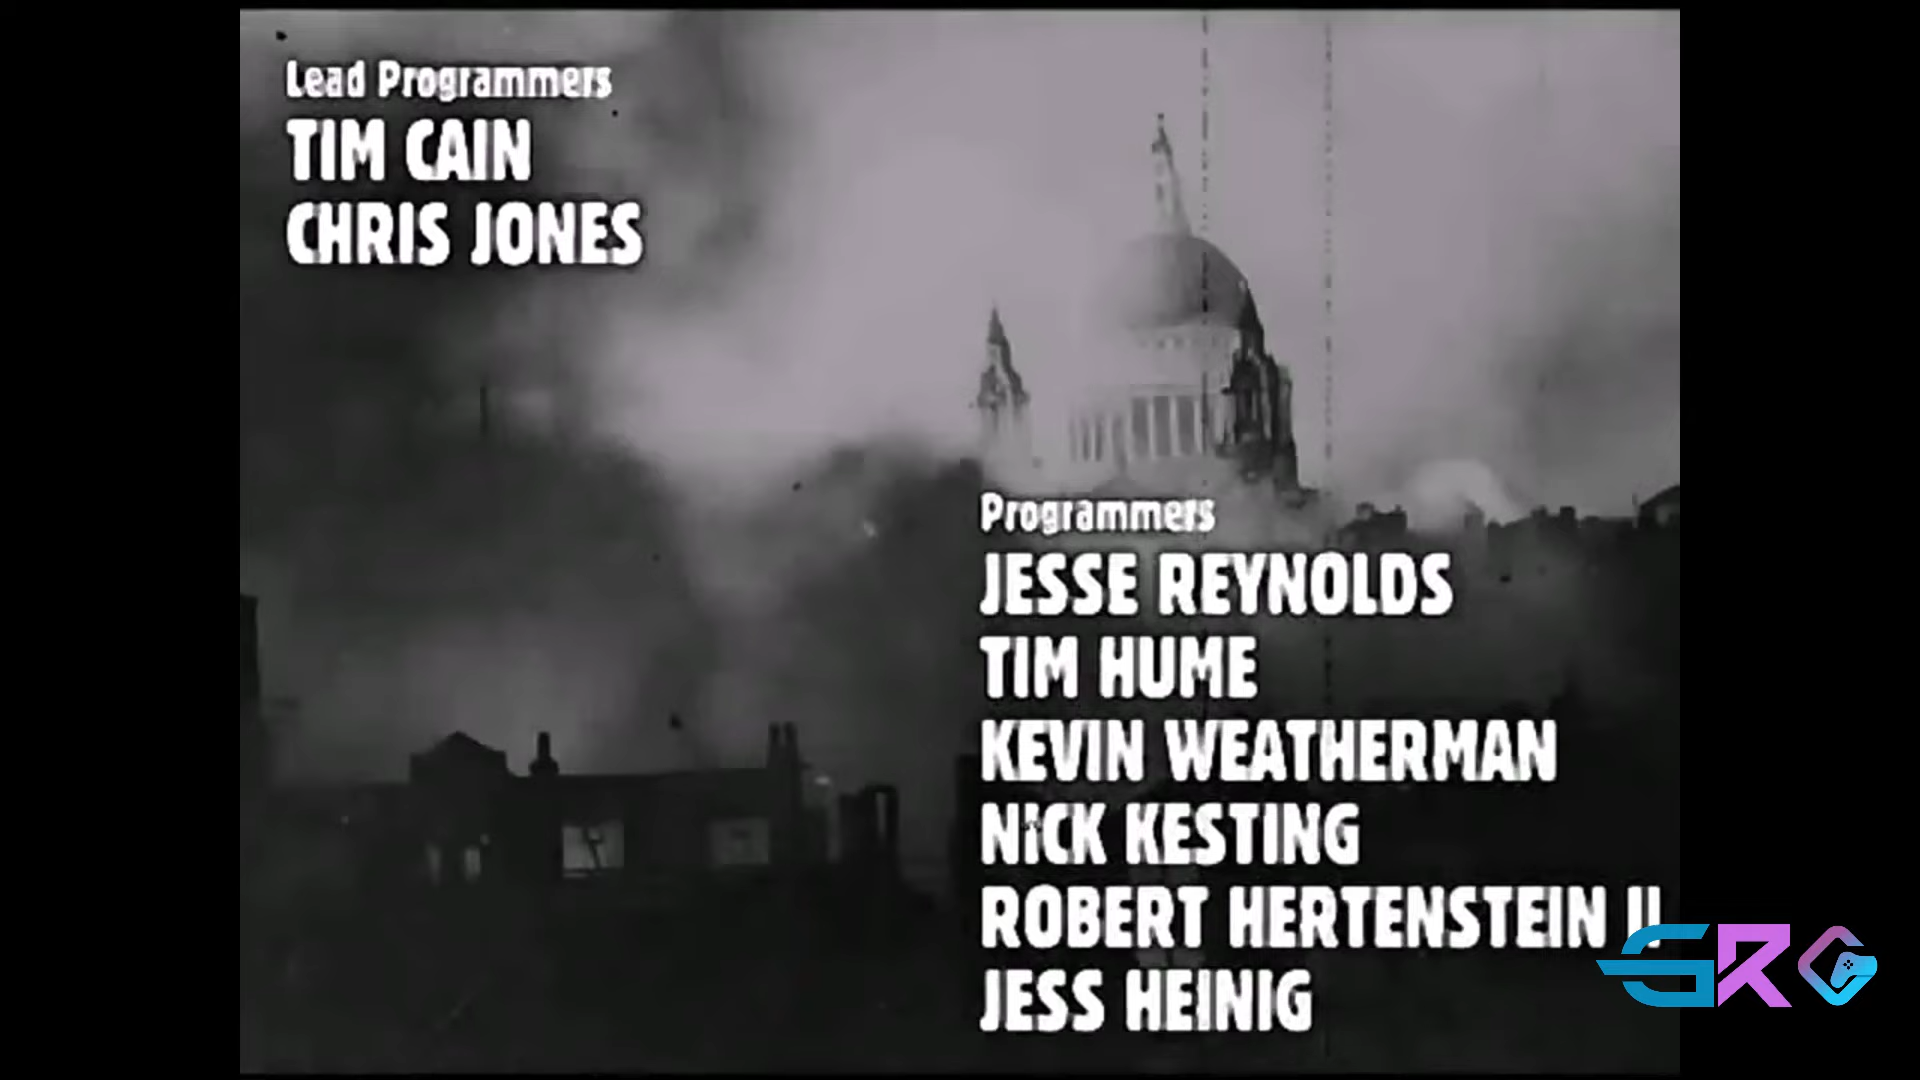 Lead Programmers
TIM CAIN
CHRIS JONES
Programmers
JESSE REYNOLDS
TIM HUME
KEVIN WEATHERMAN
NICK KESTING
ROBERT HERTENSTEIN II
JESS HEINIG
SRG